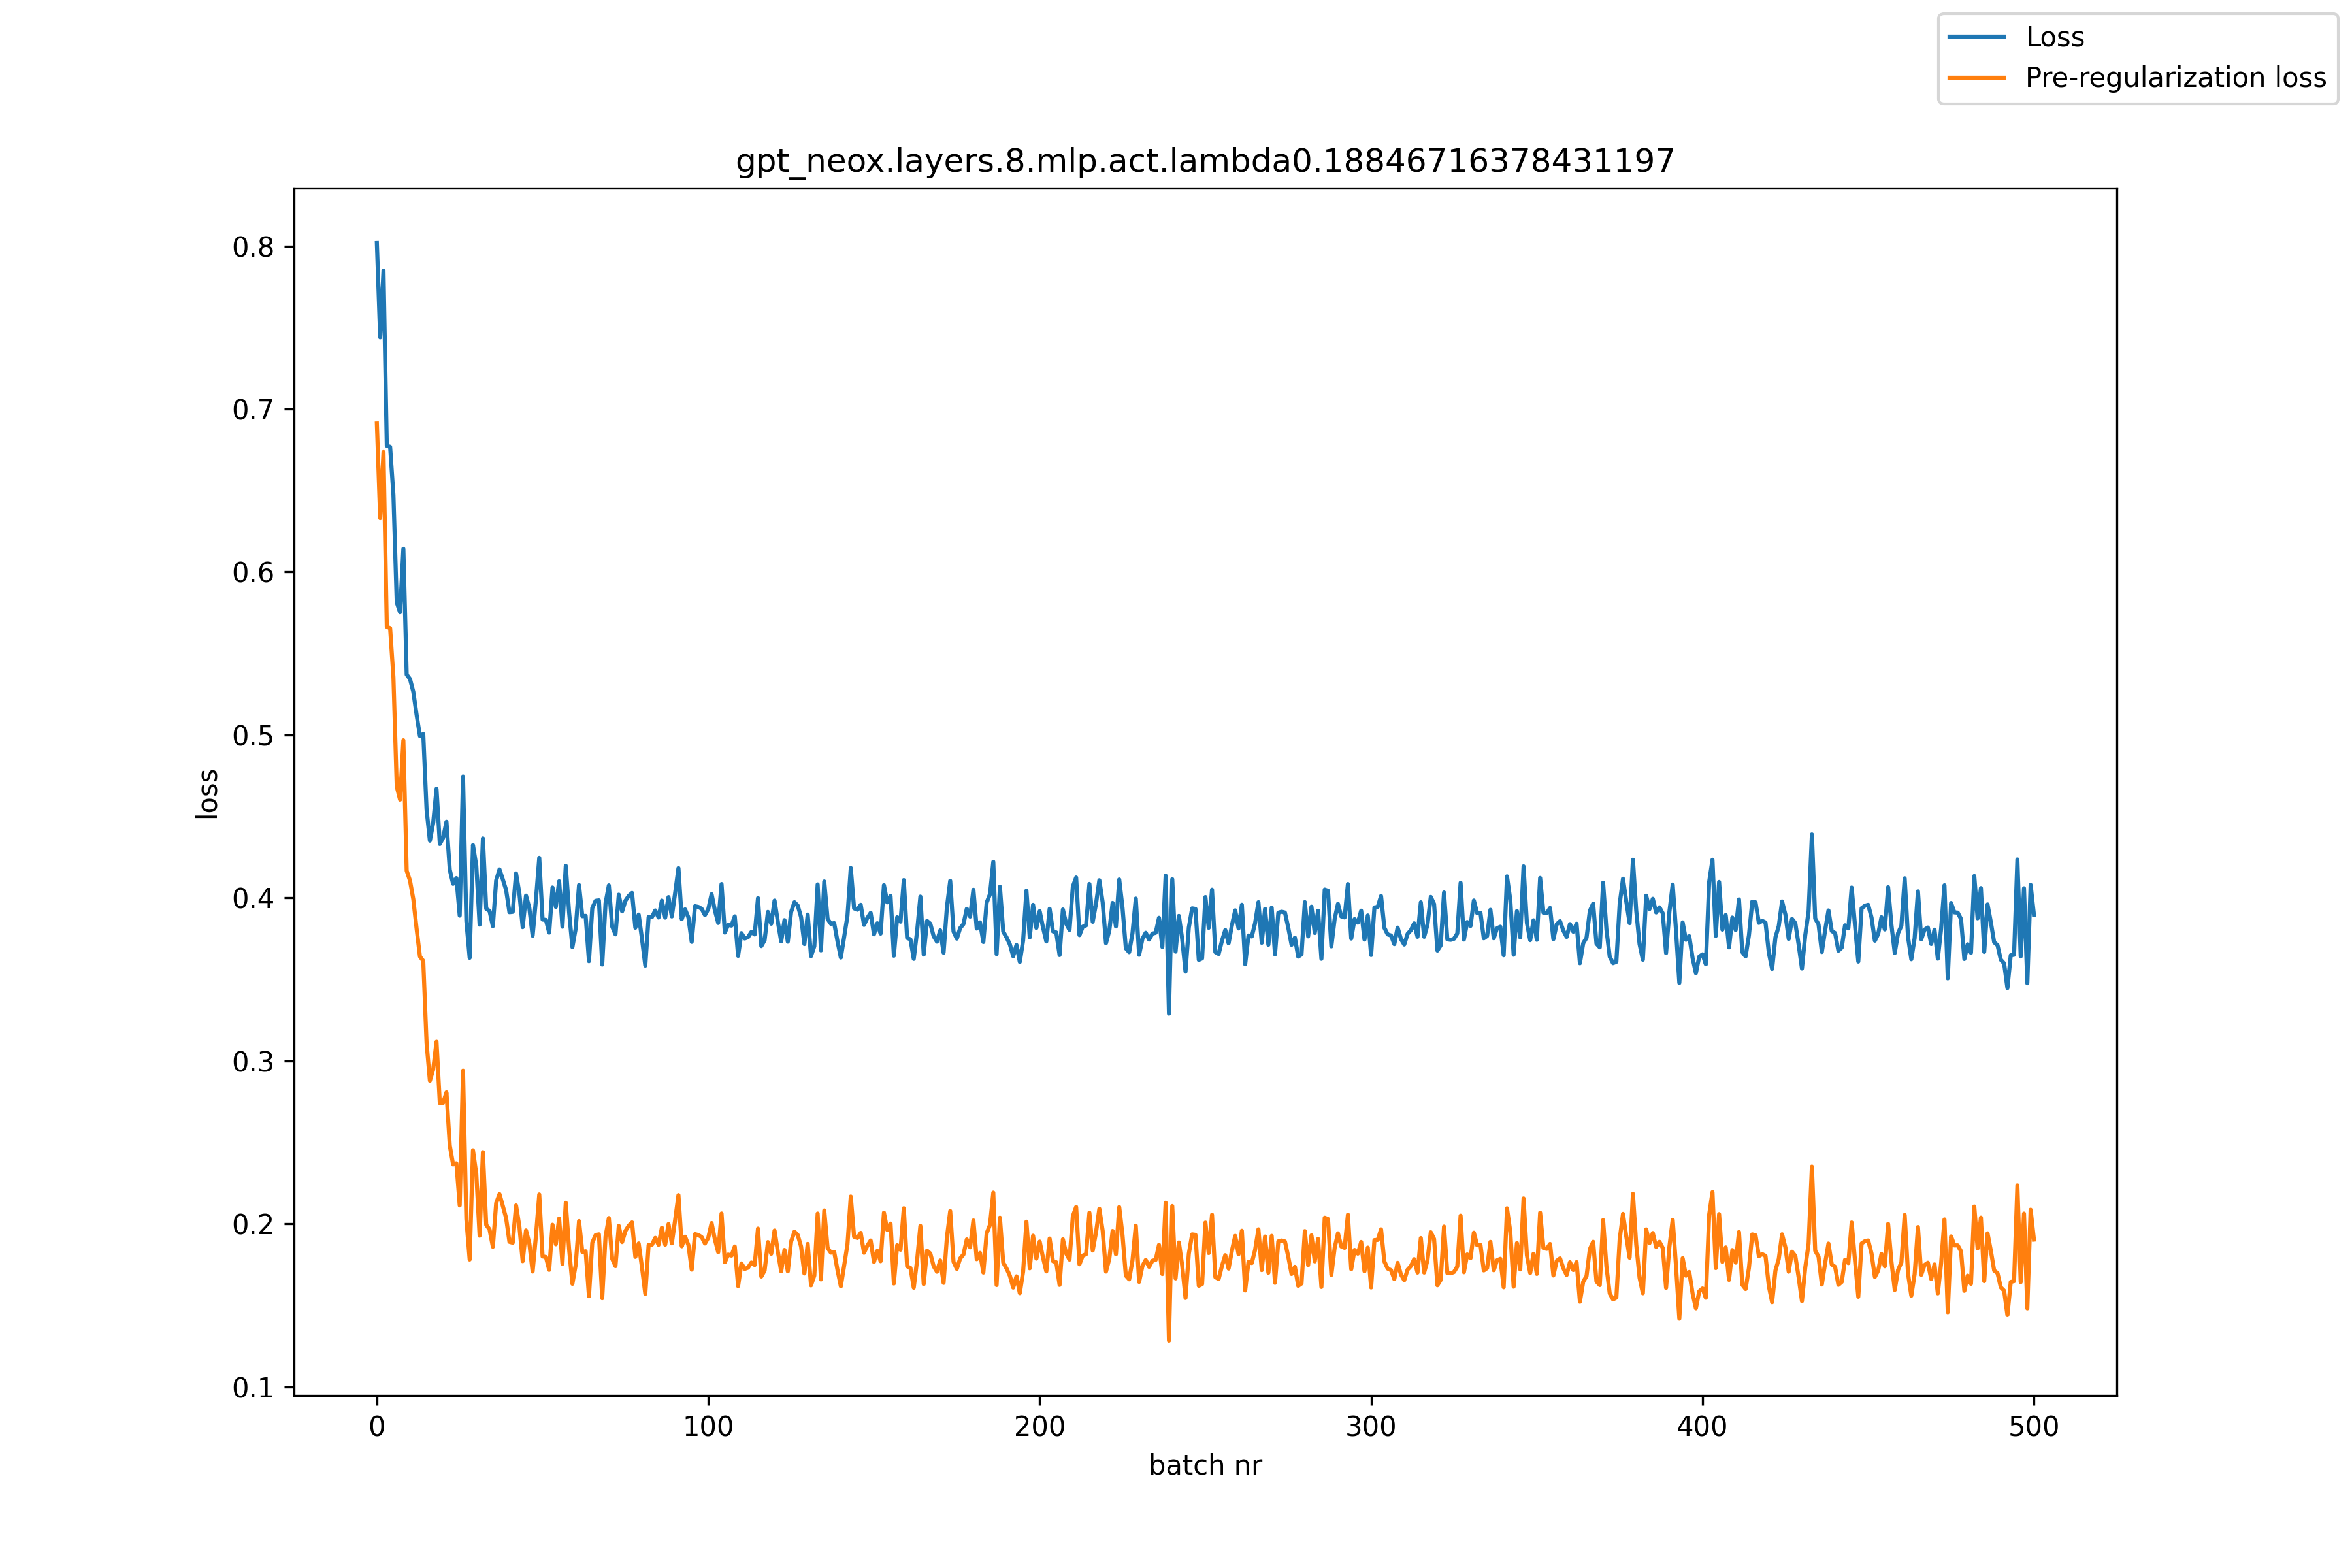 Loss
Pre-regularization loss
gpt_neox.layers.8.mlp.act.lambda0.18846716378431197
0.8
0.7
0.6
0.5
0.4
0.3
0.2
0.1
loss
0 100 200 300 400 500
batch nr